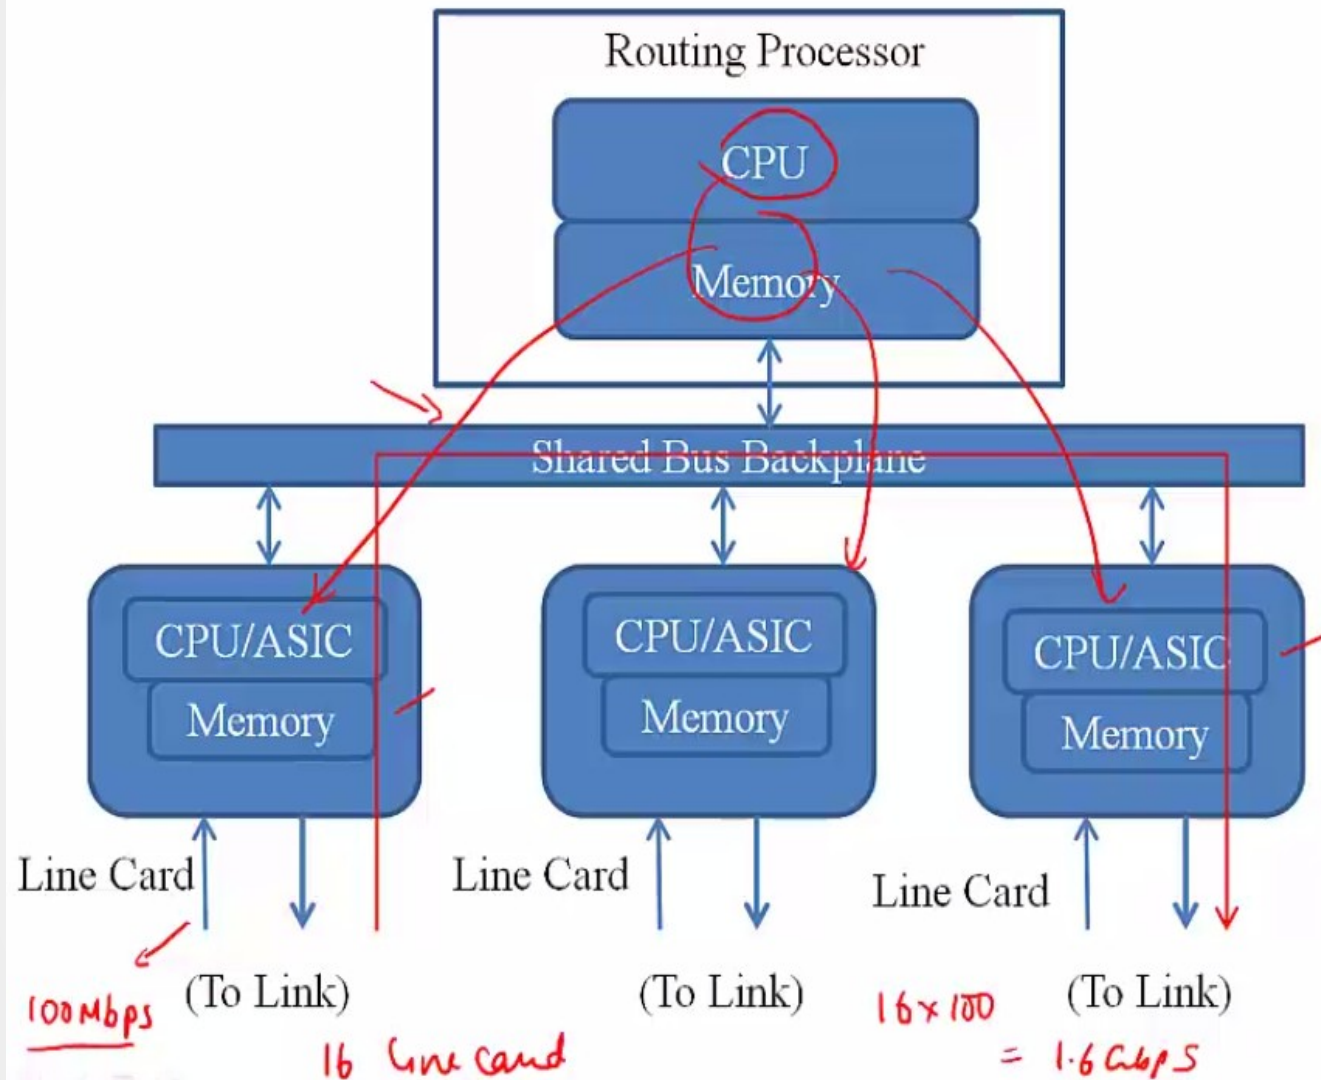 Routing Processor
CPU
Memory
Shared Bus Backplane
CPU/ASIC
Memory
CPU/ASIC
Memory
CPU/ASIC
Memory
Line Card
Line Card
Line Card
(To Link)
(To Link)
(To Link)
100Mbps
16 line card
16 x 100
= 1.6 Gbps